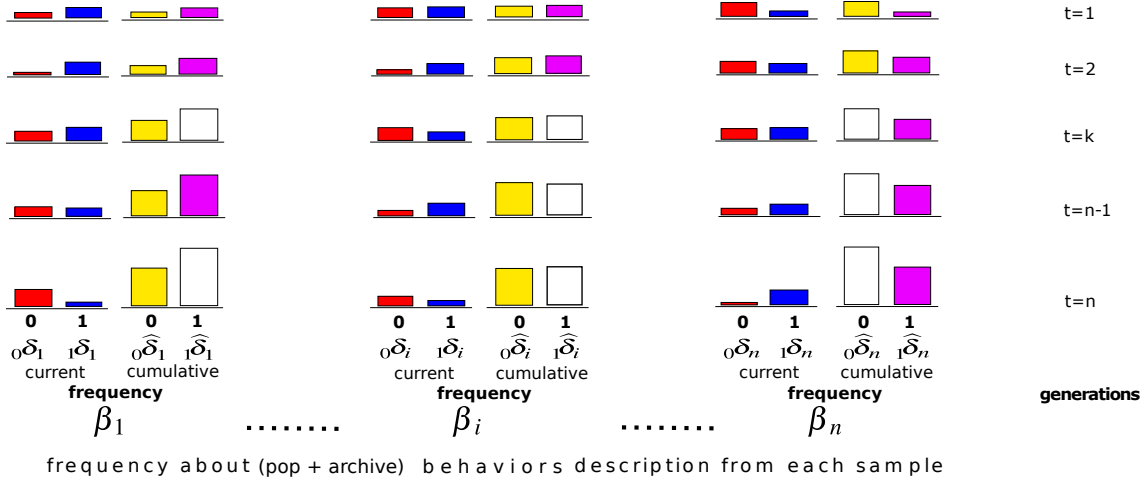 t=1
t=2
t=k
t=n-1
t=n
0 1 0 1 0 1 0 1 0 1 0 1
₀δ₁ ₁δ₁ ₀δ̂₁ ₁δ̂₁ ₀δᵢ ₁δᵢ ₀δ̂ᵢ ₁δ̂ᵢ ₀δₙ ₁δₙ ₀δ̂ₙ ₁δ̂ₙ
current cumulative current cumulative current cumulative
frequency frequency frequency generations
β₁ ........ βᵢ ........ βₙ
frequency about (pop + archive) behaviors description from each sample